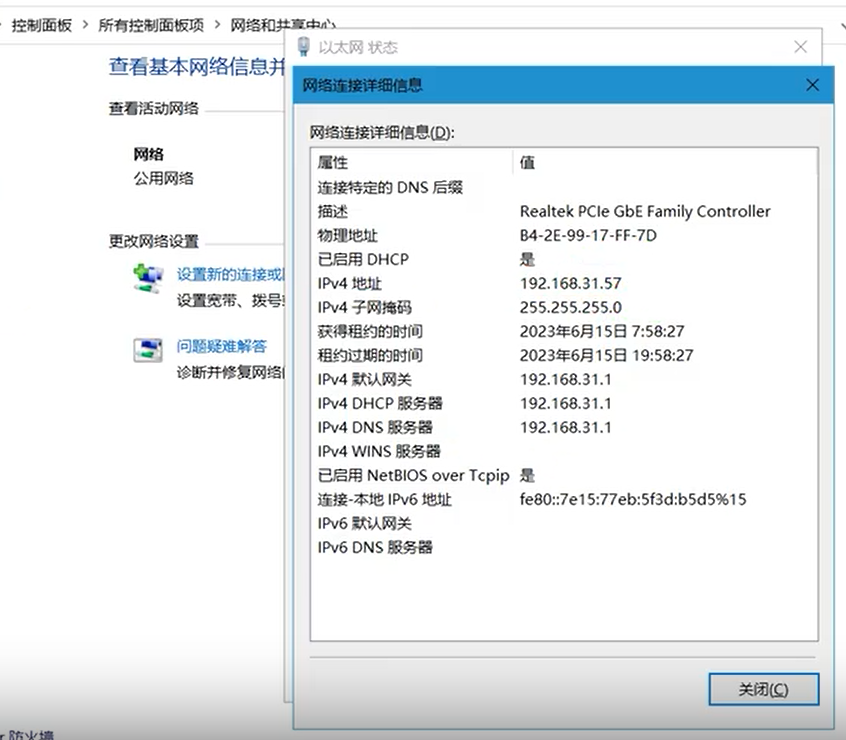 控制面板 > 所有控制面板项 > 网络和共享中心
以太网 状态
查看基本网络信息并
网络连接详细信息
查看活动网络
网络
公用网络
更改网络设置
设置新的连接或
设置宽带、拨号
问题疑难解答
诊断并修复网络
网络连接详细信息(D):
属性 值
连接特定的 DNS 后缀
描述 Realtek PCIe GbE Family Controller
物理地址 B4-2E-99-17-FF-7D
已启用 DHCP 是
IPv4 地址 192.168.31.57
IPv4 子网掩码 255.255.255.0
获得租约的时间 2023年6月15日 7:58:27
租约过期的时间 2023年6月15日 19:58:27
IPv4 默认网关 192.168.31.1
IPv4 DHCP 服务器 192.168.31.1
IPv4 DNS 服务器 192.168.31.1
IPv4 WINS 服务器
已启用 NetBIOS over Tcpip 是
连接-本地 IPv6 地址 fe80::7e15:77eb:5f3d:b5d5%15
IPv6 默认网关
IPv6 DNS 服务器
关闭(C)
防火墙